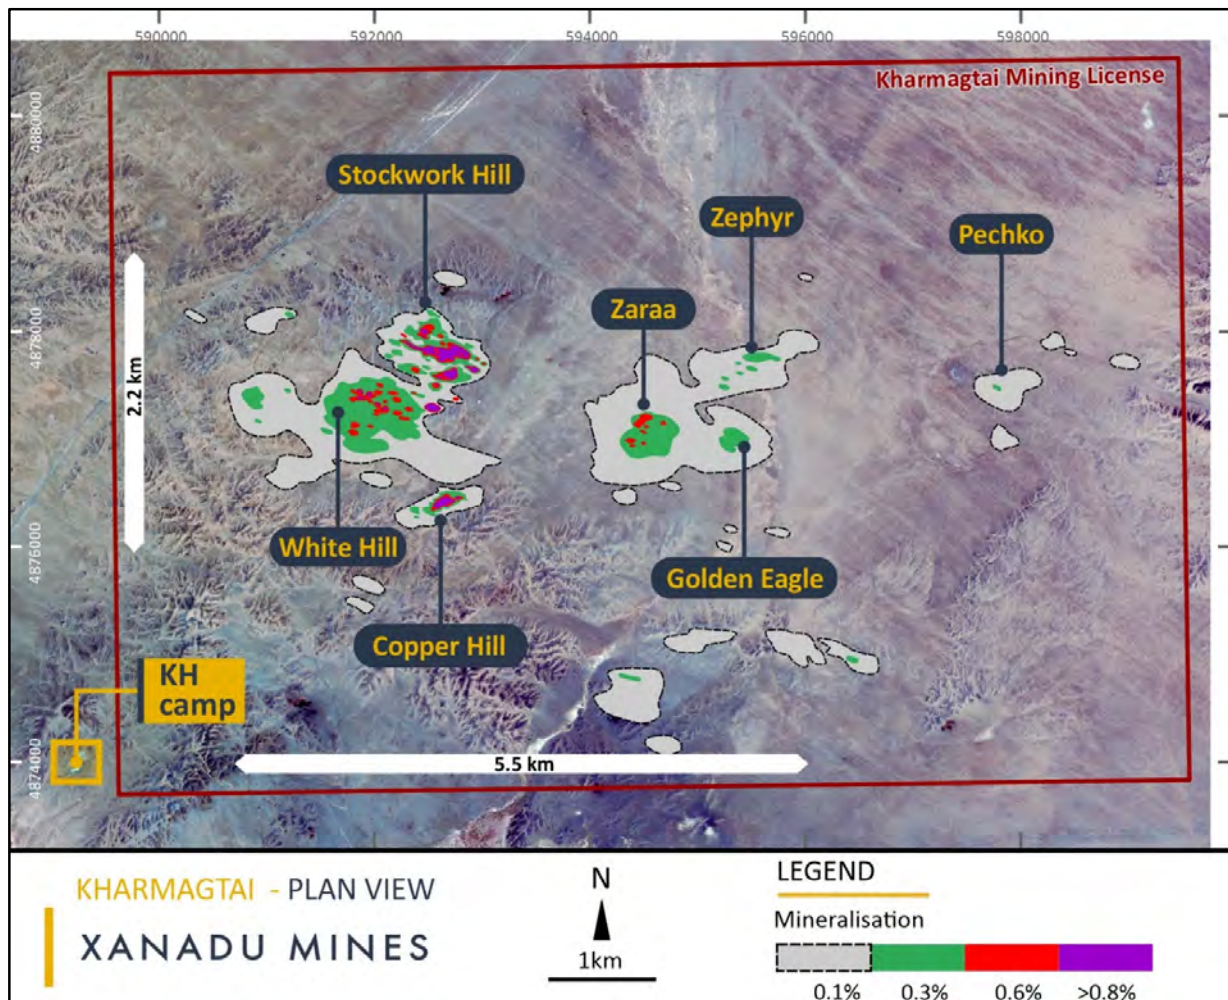 590000 592000 594000 596000 598000
Kharmagtai Mining License
4880000
Stockwork Hill
Zephyr
Pechko
Zaraa
4878000
2.2 km
White Hill
4876000
Golden Eagle
Copper Hill
KH
camp
4874000
5.5 km
KHARMAGTAI - PLAN VIEW
XANADU MINES
N
1km
LEGEND
Mineralisation
0.1% 0.3% 0.6% >0.8%